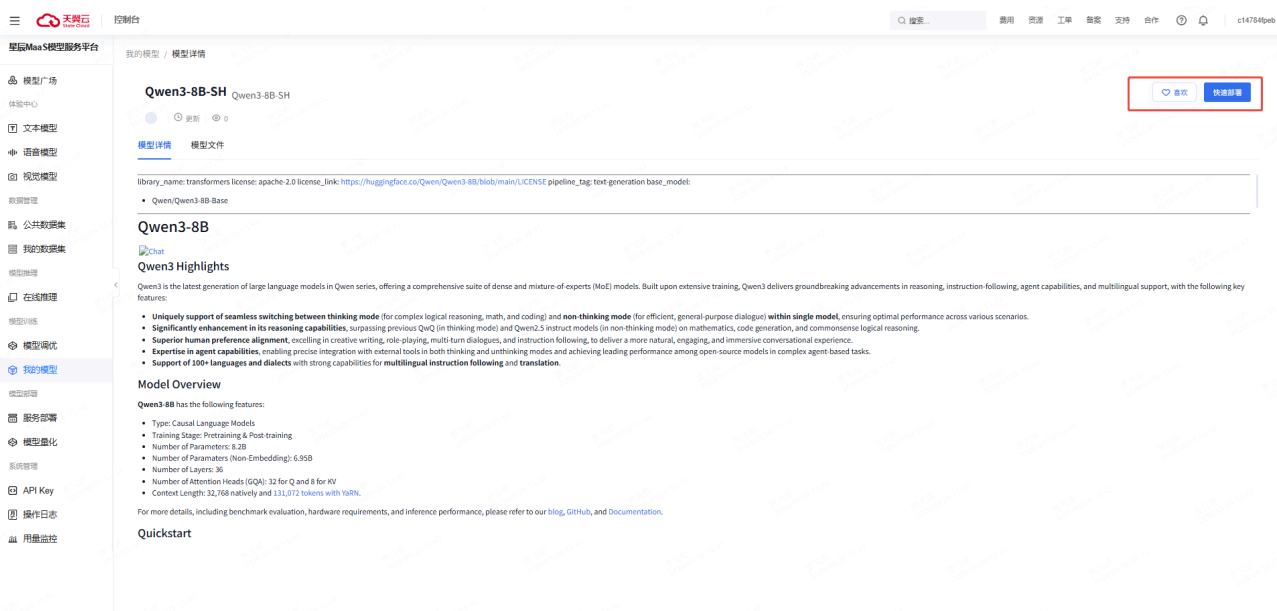 天翼云
State Cloud
控制台
搜索...
费用
资源
工单
备案
支持
合作
c14784fpeb
星辰MaaS模型服务平台
模型广场
体验中心
文本模型
语音模型
视觉模型
数据管理
公共数据集
我的数据集
模型推理
在线推理
模型训练
模型调优
我的模型
模型部署
服务部署
模型量化
系统管理
API Key
操作日志
用量监控
我的模型 / 模型详情
Qwen3-8B-SH Qwen3-8B-SH
喜欢
快速部署
更新 0
模型详情 模型文件
library_name: transformers license: apache-2.0 license_link: https://huggingface.co/Qwen/Qwen3-8B/blob/main/LICENSE pipeline_tag: text-generation base_model:
• Qwen/Qwen3-8B-Base
Qwen3-8B
Chat
Qwen3 Highlights
Qwen3 is the latest generation of large language models in Qwen series, offering a comprehensive suite of dense and mixture-of-experts (MoE) models. Built upon extensive training, Qwen3 delivers groundbreaking advancements in reasoning, instruction-following, agent capabilities, and multilingual support, with the following key
features:
• Uniquely support of seamless switching between thinking mode (for complex logical reasoning, math, and coding) and non-thinking mode (for efficient, general-purpose dialogue) within single model, ensuring optimal performance across various scenarios.
• Significantly enhancement in its reasoning capabilities, surpassing previous QwQ (in thinking mode) and Qwen2.5 instruct models (in non-thinking mode) on mathematics, code generation, and commonsense logical reasoning.
• Superior human preference alignment, excelling in creative writing, role-playing, multi-turn dialogues, and instruction following, to deliver a more natural, engaging, and immersive conversational experience.
• Expertise in agent capabilities, enabling precise integration with external tools in both thinking and unthinking modes and achieving leading performance among open-source models in complex agent-based tasks.
• Support of 100+ languages and dialects with strong capabilities for multilingual instruction following and translation.
Model Overview
Qwen3-8B has the following features:
• Type: Causal Language Models
• Training Stage: Pretraining & Post-training
• Number of Parameters: 8.2B
• Number of Paramaters (Non-Embedding): 6.95B
• Number of Layers: 36
• Number of Attention Heads (GQA): 32 for Q and 8 for KV
• Context Length: 32,768 natively and 131,072 tokens with YaRN.
For more details, including benchmark evaluation, hardware requirements, and inference performance, please refer to our blog, GitHub, and Documentation.
Quickstart